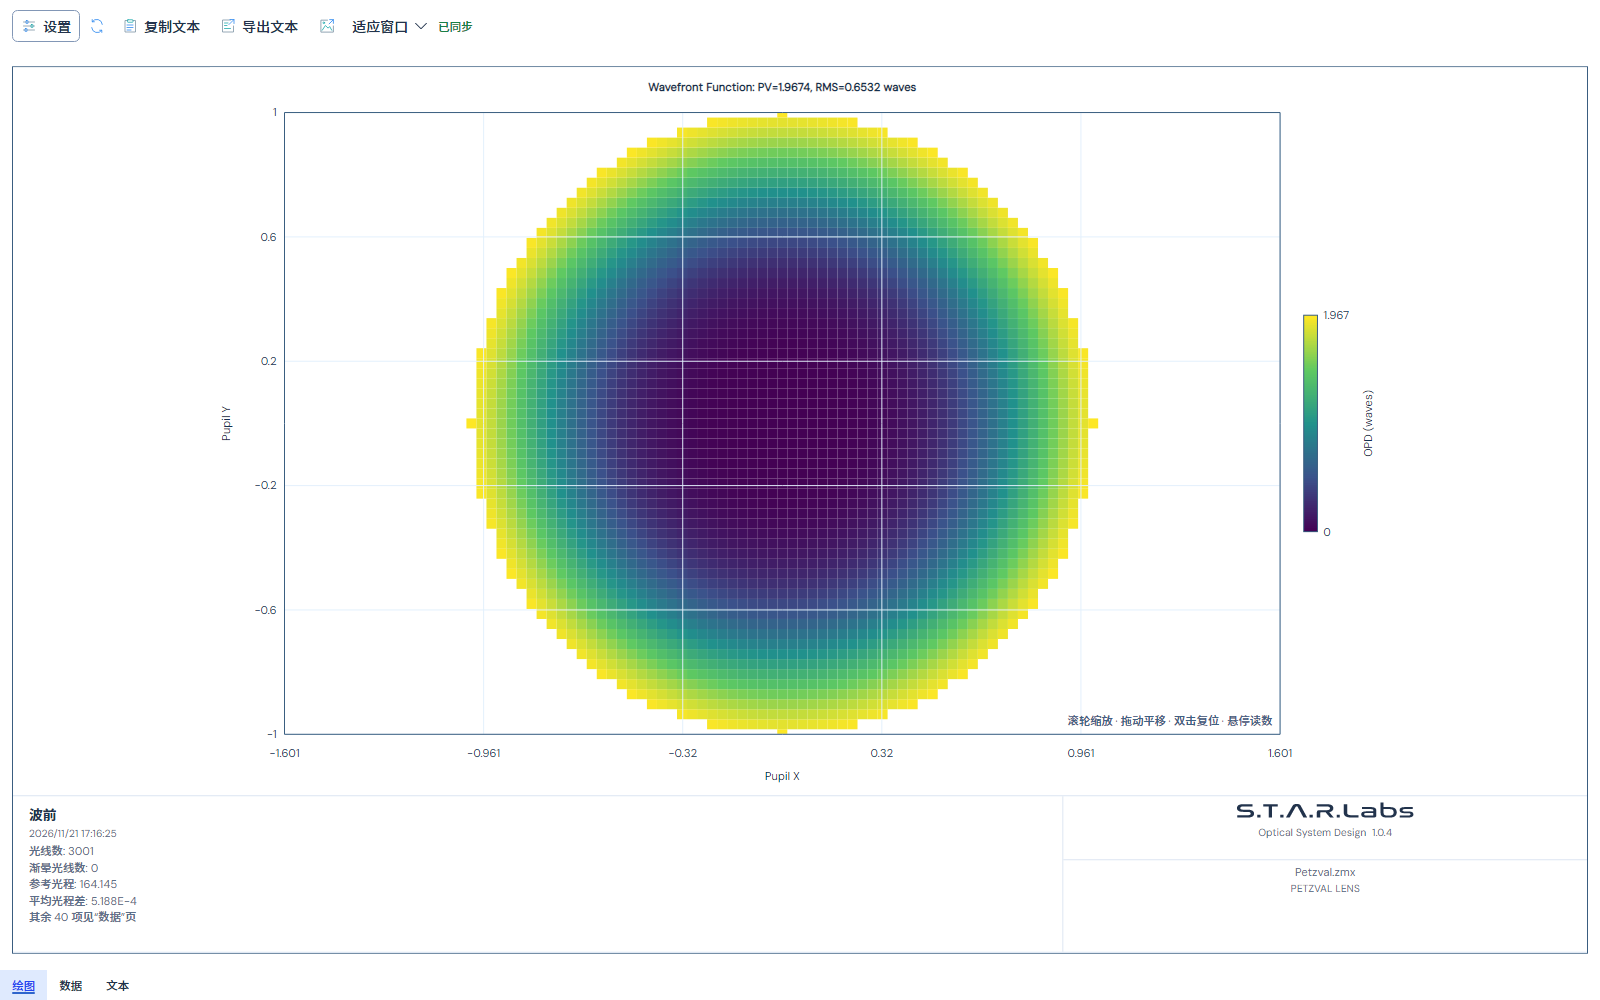 设置
复制文本
导出文本
适应窗口
已同步
Wavefront Function: PV=1.9674, RMS=0.6532 waves
1
0.6
0.2
-0.2
-0.6
-1
Pupil Y
-1.601
-0.961
-0.32
0.32
0.961
1.601
Pupil X
滚轮缩放 · 拖动平移 · 双击复位 · 悬停读数
1.967
0
OPD (waves)
波前
2026/11/21 17:16:25
光线数: 3001
渐晕光线数: 0
参考光程: 164.145
平均光程差: 5.188E-4
其余 40 项见“数据”页
S.T.A.R.Labs
Optical System Design 1.0.4
Petzval.zmx
PETZVAL LENS
绘图
数据
文本